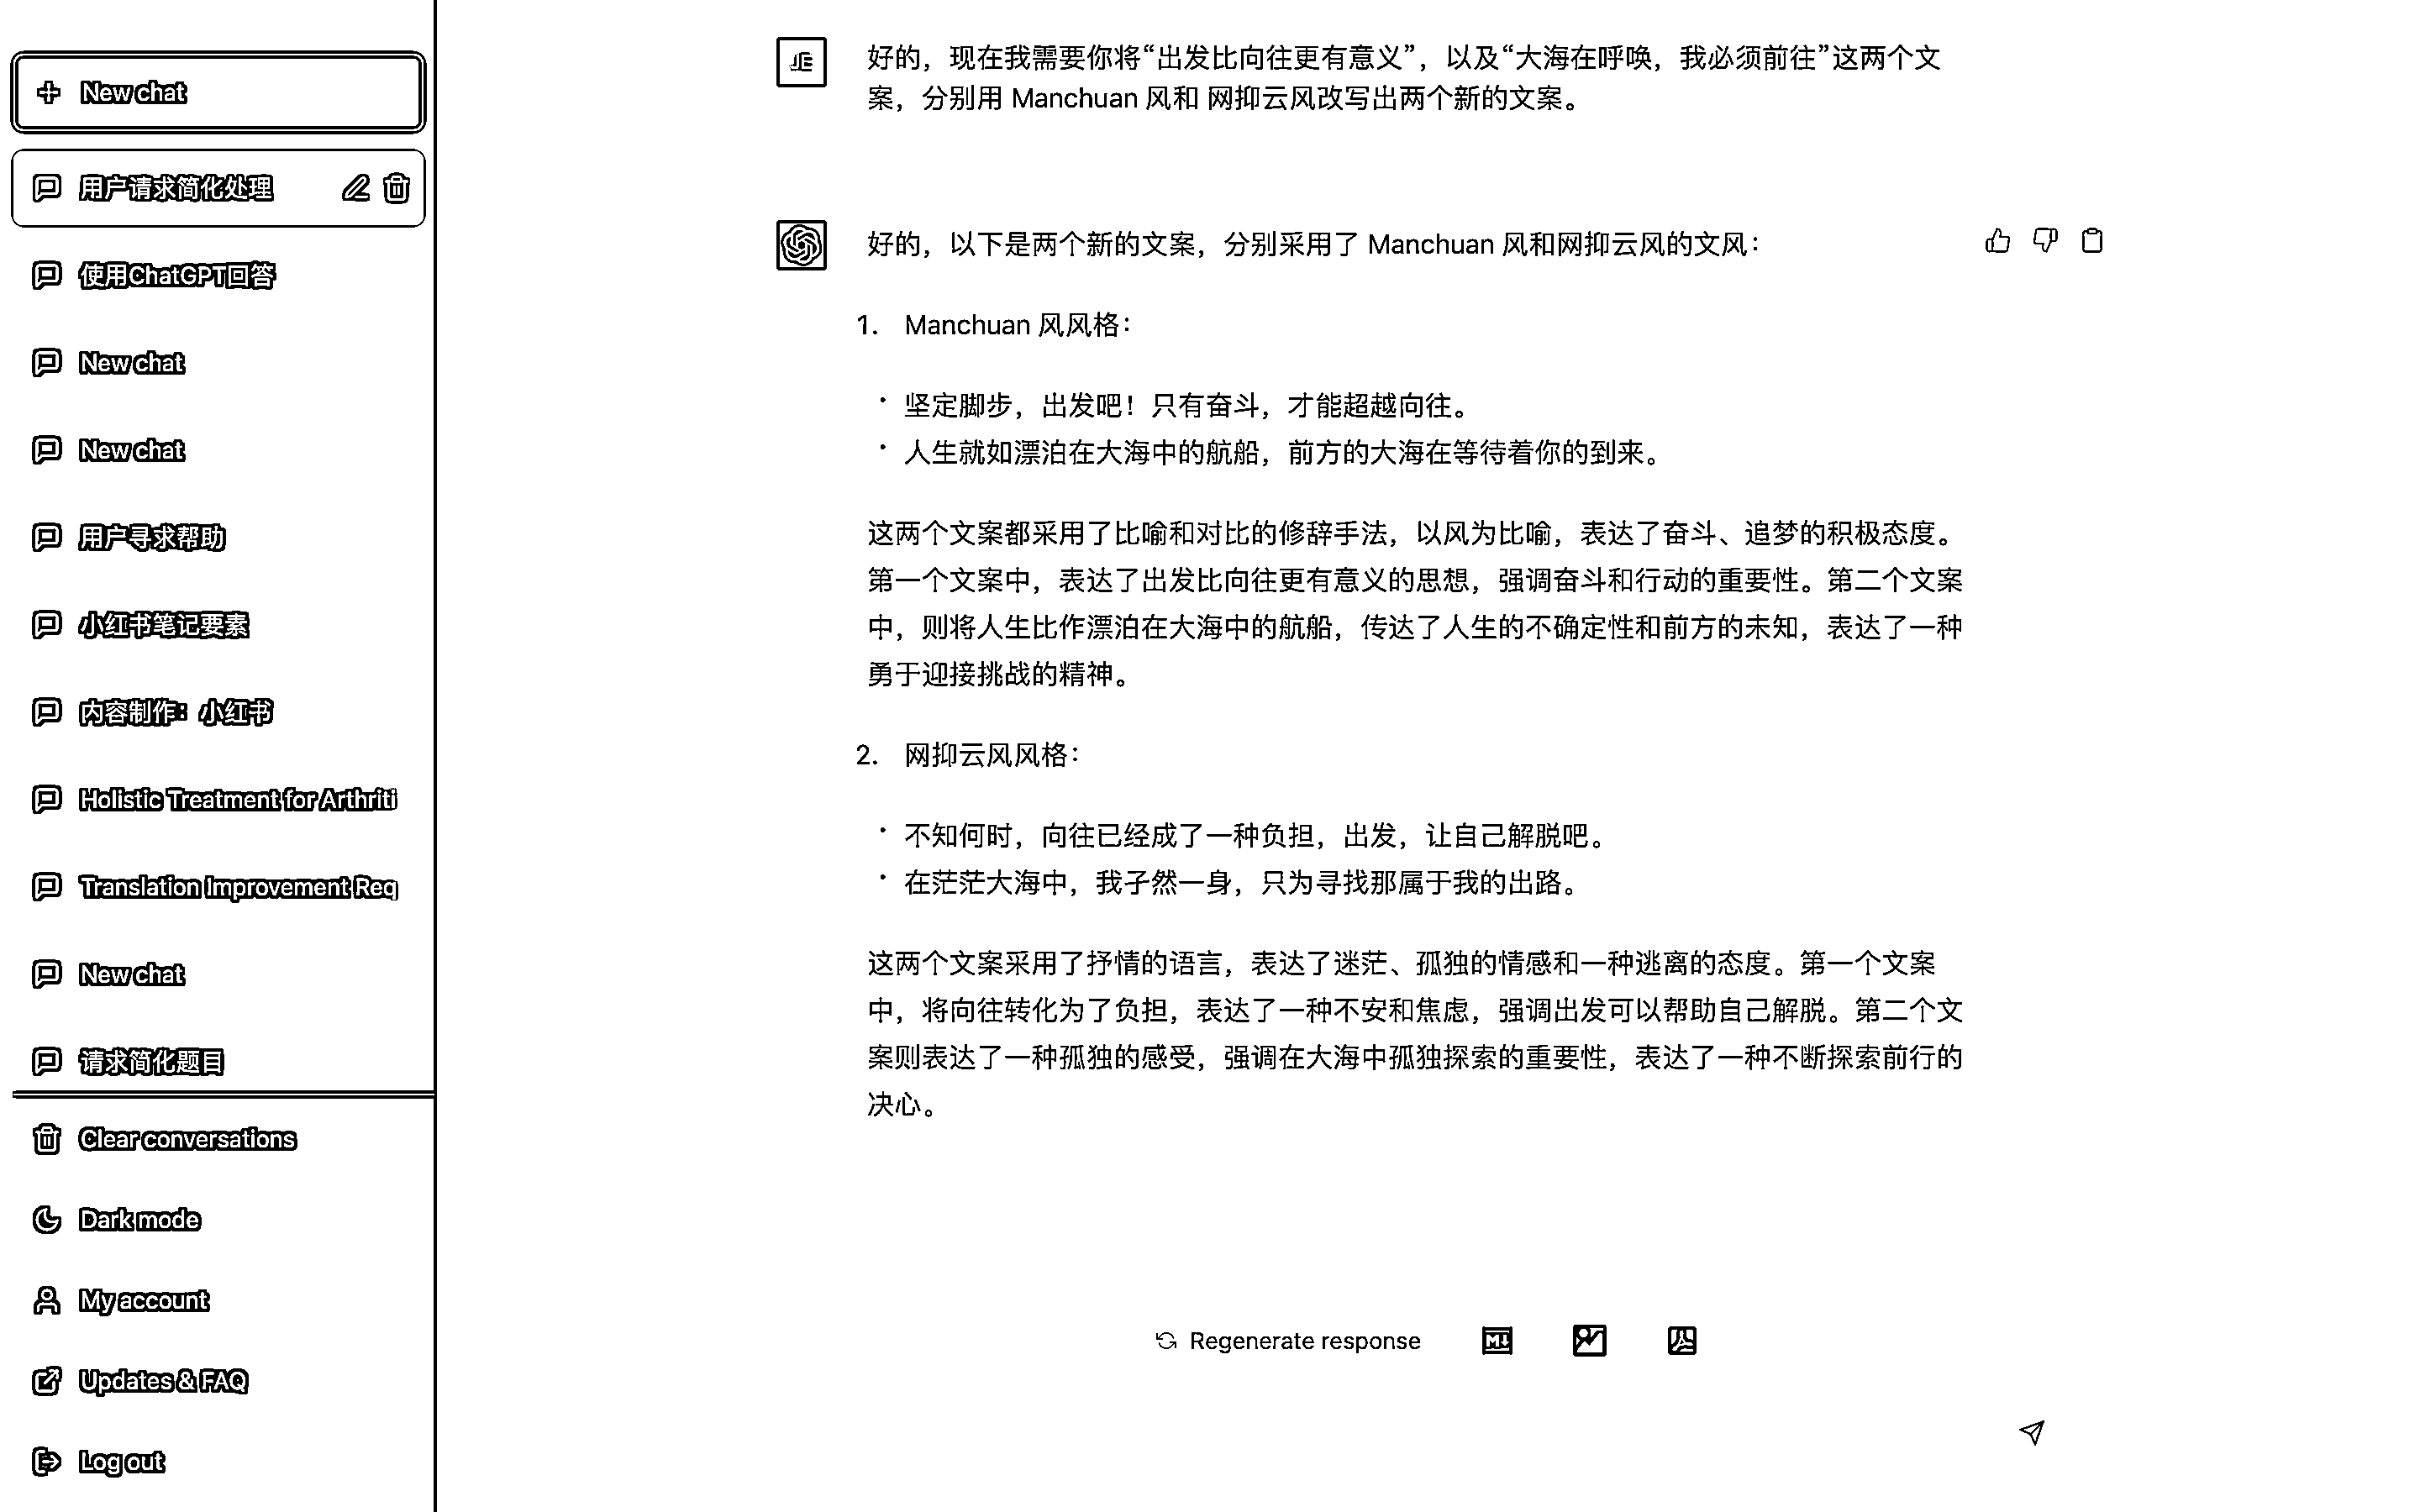 New chat
用户请求简化处理
使用ChatGPT回答
New chat
New chat
用户寻求帮助
小红书笔记要素
内容制作：小红书
Holistic Treatment for Arthriti
Translation Improvement Req
New chat
请求简化题目
Clear conversations
Dark mode
My account
Updates & FAQ
Log out
JE
好的，现在我需要你将“出发比向往更有意义”，以及“大海在呼唤，我必须前往”这两个文
案，分别用 Manchuan 风和 网抑云风改写出两个新的文案。
好的，以下是两个新的文案，分别采用了 Manchuan 风和网抑云风的文风：
1. Manchuan 风风格：
• 坚定脚步，出发吧！只有奋斗，才能超越向往。
• 人生就如漂泊在大海中的航船，前方的大海在等待着你的到来。
这两个文案都采用了比喻和对比的修辞手法，以风为比喻，表达了奋斗、追梦的积极态度。
第一个文案中，表达了出发比向往更有意义的思想，强调奋斗和行动的重要性。第二个文案
中，则将人生比作漂泊在大海中的航船，传达了人生的不确定性和前方的未知，表达了一种
勇于迎接挑战的精神。
2. 网抑云风风格：
• 不知何时，向往已经成了一种负担，出发，让自己解脱吧。
• 在茫茫大海中，我孑然一身，只为寻找那属于我的出路。
这两个文案采用了抒情的语言，表达了迷茫、孤独的情感和一种逃离的态度。第一个文案
中，将向往转化为了负担，表达了一种不安和焦虑，强调出发可以帮助自己解脱。第二个文
案则表达了一种孤独的感受，强调在大海中孤独探索的重要性，表达了一种不断探索前行的
决心。
Regenerate response
M↓